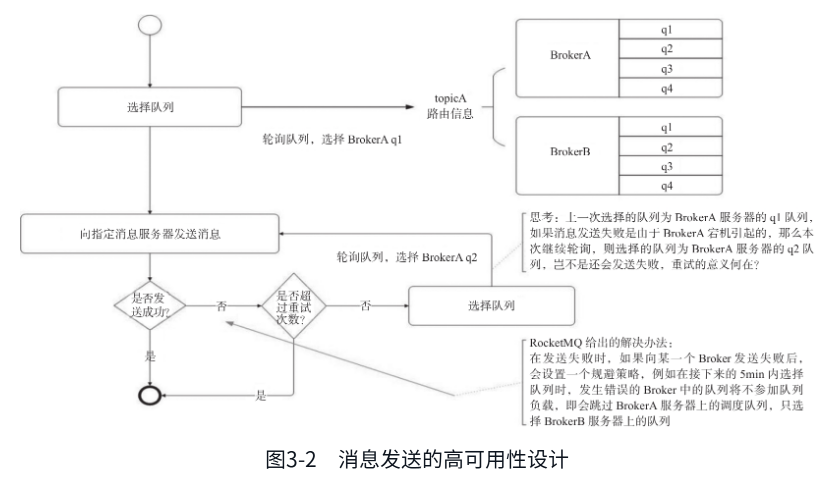 选择队列
轮询队列，选择 BrokerA q1
topicA
路由信息
BrokerA
q1
q2
q3
q4
BrokerB
q1
q2
q3
q4
向指定消息服务器发送消息
轮询队列，选择 BrokerA q2
思考：上一次选择的队列为 BrokerA 服务器的 q1 队列，
如果消息发送失败是由于 BrokerA 宕机引起的，那么本
次继续轮询，则选择的队列为 BrokerA 服务器的 q2 队
列，岂不是还会发送失败，重试的意义何在？
是否发
送成功？
否
是否超
过重试
次数？
否
选择队列
是
是
RocketMQ 给出的解决办法：
在发送失败时，如果向某一个 Broker 发送失败后，
会设置一个规避策略，例如在接下来的 5min 内选择
队列时，发生错误的 Broker 中的队列将不参加队列
负载，即会跳过 BrokerA 服务器上的调度队列，只选
择 BrokerB 服务器上的队列
图3-2 消息发送的高可用性设计